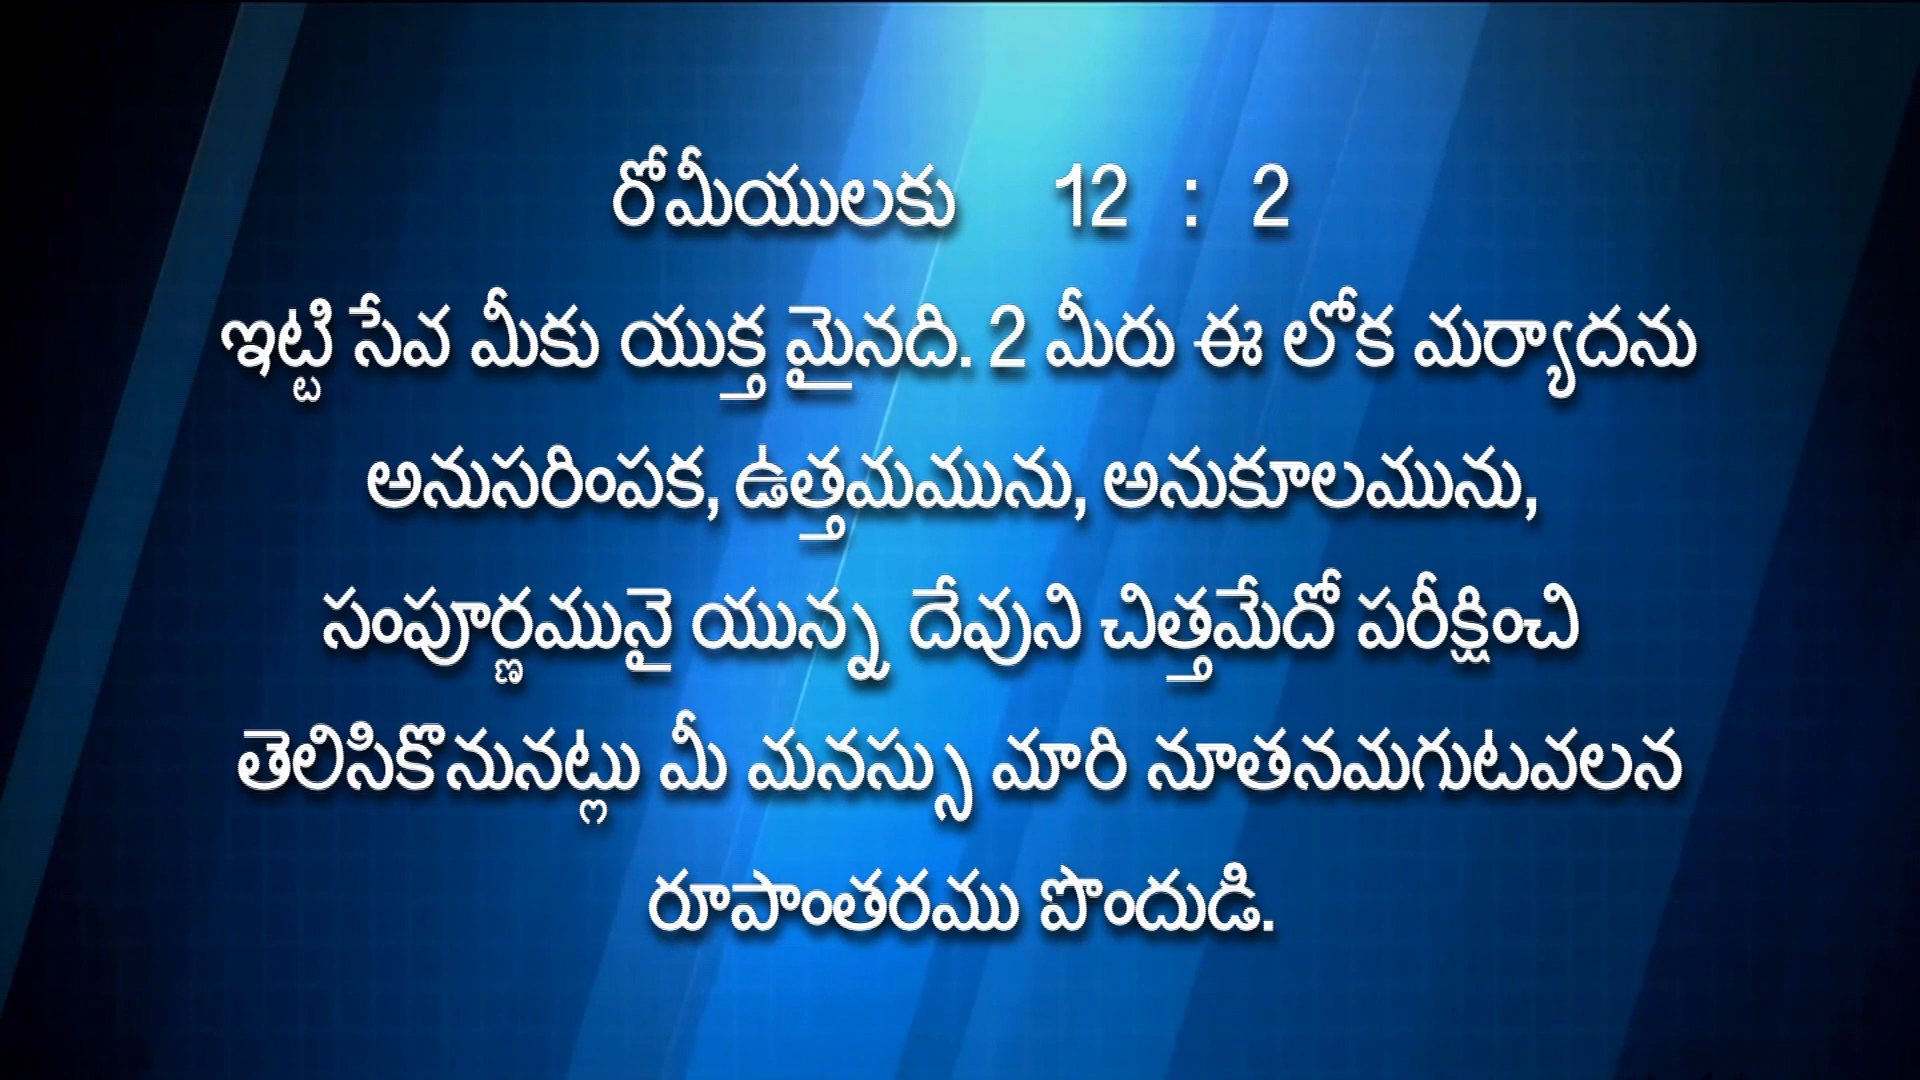 రోమీయులకు 12 : 2
ఇట్టి సేవ మీకు యుక్త మైనది. 2 మీరు ఈ లోక మర్యాదను
అనుసరింపక, ఉత్తమమును, అనుకూలమును,
సంపూర్ణమునై యున్న దేవుని చిత్తమేదో పరీక్షించి
తెలిసికొనునట్లు మీ మనస్సు మారి నూతనమగుటవలన
రూపాంతరము పొందుడి.